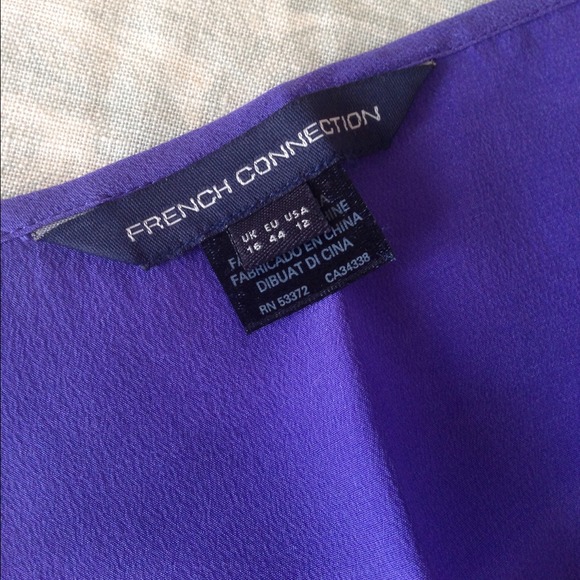 FRENCH CONNECTION
UK EU USA
16 44 12
FABRICADO EN CHINA
DIBUAT DI CINA
RN 53372 CA34338